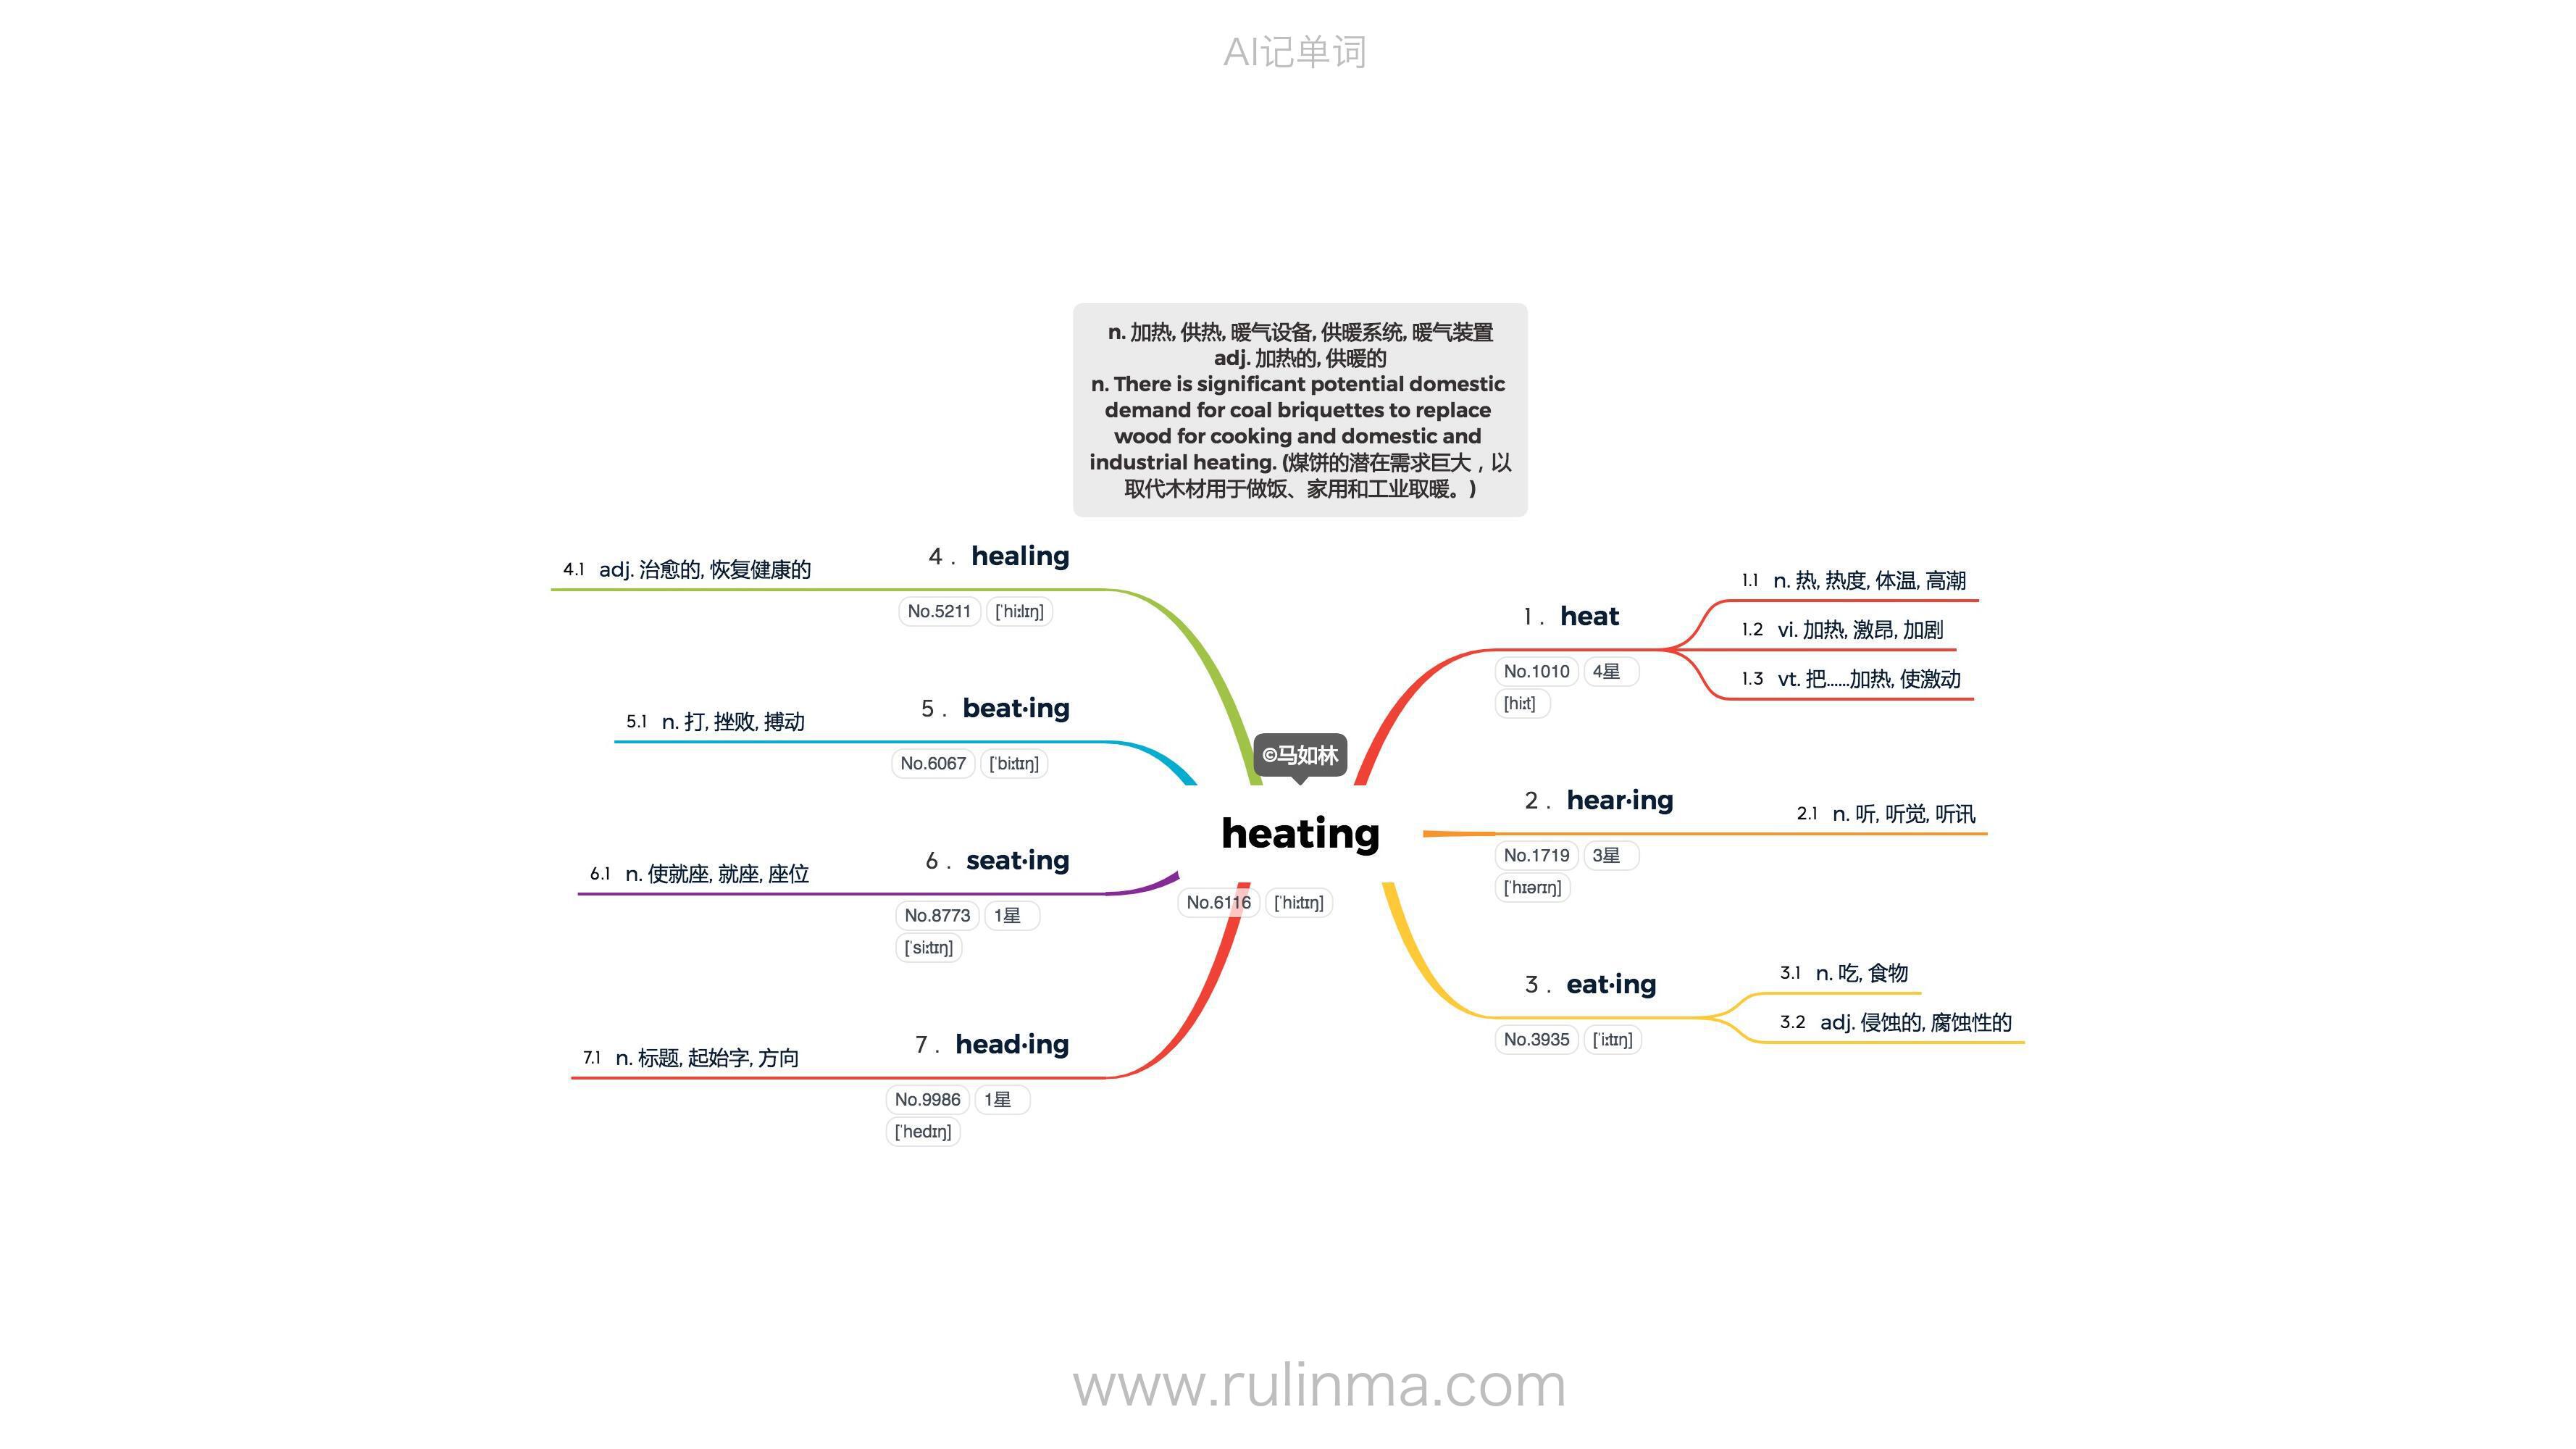 AI记单词
n. 加热, 供热, 暖气设备, 供暖系统, 暖气装置
adj. 加热的, 供暖的
n. There is significant potential domestic
demand for coal briquettes to replace
wood for cooking and domestic and
industrial heating. (煤饼的潜在需求巨大，以
取代木材用于做饭、家用和工业取暖。)
©马如林
heating
No.6116 [ˈhiːtɪŋ]
1. heat
No.1010 4星
[hiːt]
1.1 n. 热, 热度, 体温, 高潮
1.2 vi. 加热, 激昂, 加剧
1.3 vt. 把……加热, 使激动
2. hear·ing
No.1719 3星
[ˈhɪərɪŋ]
2.1 n. 听, 听觉, 听讯
3. eat·ing
No.3935 [ˈiːtɪŋ]
3.1 n. 吃, 食物
3.2 adj. 侵蚀的, 腐蚀性的
4. healing
No.5211 [ˈhiːlɪŋ]
4.1 adj. 治愈的, 恢复健康的
5. beat·ing
No.6067 [ˈbiːtɪŋ]
5.1 n. 打, 挫败, 搏动
6. seat·ing
No.8773 1星
[ˈsiːtɪŋ]
6.1 n. 使就座, 就座, 座位
7. head·ing
No.9986 1星
[ˈhedɪŋ]
7.1 n. 标题, 起始字, 方向
www.rulinma.com